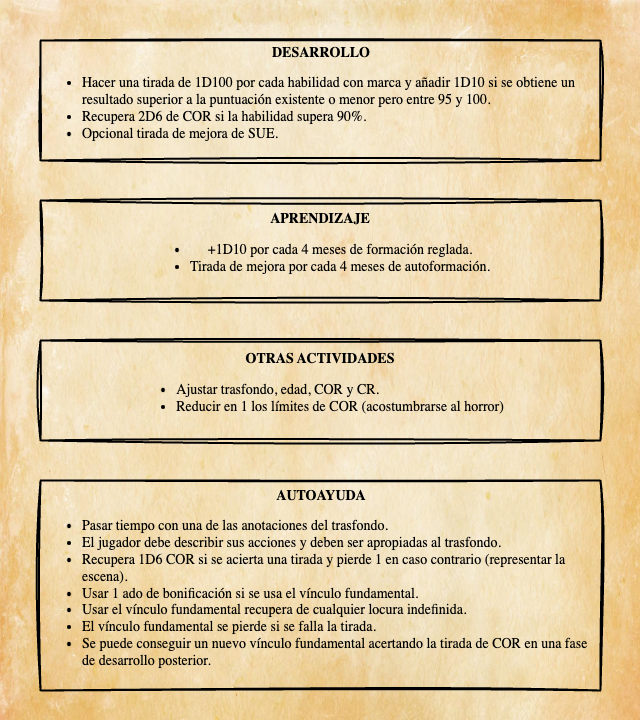 DESARROLLO
• Hacer una tirada de 1D100 por cada habilidad con marca y añadir 1D10 si se obtiene un
resultado superior a la puntuación existente o menor pero entre 95 y 100.
• Recupera 2D6 de COR si la habilidad supera 90%.
• Opcional tirada de mejora de SUE.
APRENDIZAJE
• +1D10 por cada 4 meses de formación reglada.
• Tirada de mejora por cada 4 meses de autoformación.
OTRAS ACTIVIDADES
• Ajustar trasfondo, edad, COR y CR.
• Reducir en 1 los límites de COR (acostumbrarse al horror)
AUTOAYUDA
• Pasar tiempo con una de las anotaciones del trasfondo.
• El jugador debe describir sus acciones y deben ser apropiadas al trasfondo.
• Recupera 1D6 COR si se acierta una tirada y pierde 1 en caso contrario (representar la
escena).
• Usar 1 ado de bonificación si se usa el vínculo fundamental.
• Usar el vínculo fundamental recupera de cualquier locura indefinida.
• El vínculo fundamental se pierde si se falla la tirada.
• Se puede conseguir un nuevo vínculo fundamental acertando la tirada de COR en una fase
de desarrollo posterior.